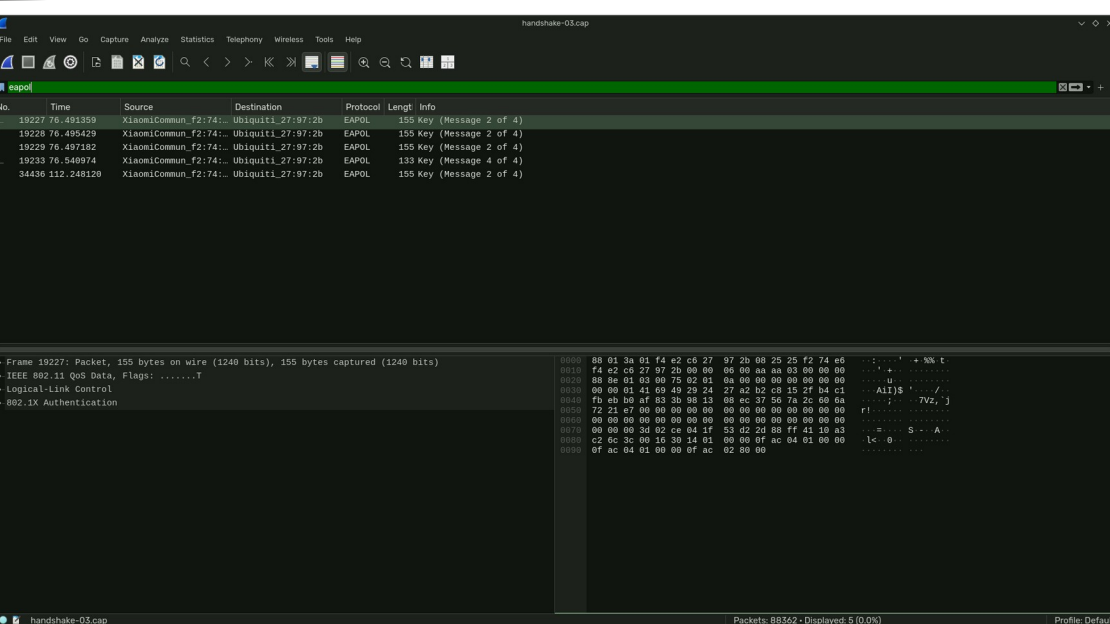 handshake-03.cap
File Edit View Go Capture Analyze Statistics Telephony Wireless Tools Help
eapol
No. Time Source Destination Protocol Lengt Info
19227 76.491359 XiaomiCommun_f2:74:… Ubiquiti_27:97:2b EAPOL 155 Key (Message 2 of 4)
19228 76.495429 XiaomiCommun_f2:74:… Ubiquiti_27:97:2b EAPOL 155 Key (Message 2 of 4)
19229 76.497182 XiaomiCommun_f2:74:… Ubiquiti_27:97:2b EAPOL 155 Key (Message 2 of 4)
19233 76.540974 XiaomiCommun_f2:74:… Ubiquiti_27:97:2b EAPOL 133 Key (Message 4 of 4)
34436 112.248120 XiaomiCommun_f2:74:… Ubiquiti_27:97:2b EAPOL 155 Key (Message 2 of 4)
Frame 19227: Packet, 155 bytes on wire (1240 bits), 155 bytes captured (1240 bits)
IEEE 802.11 QoS Data, Flags: .......T
Logical-Link Control
802.1X Authentication
0000 88 01 3a 01 f4 e2 c6 27 97 2b 08 25 25 f2 74 e6 ··:····' ·+·%%·t·
0010 f4 e2 c6 27 97 2b 00 00 06 00 aa aa 03 00 00 00 ···'·+·· ········
0020 88 8e 01 03 00 75 02 01 0a 00 00 00 00 00 00 00 ·····u·· ········
0030 00 00 01 41 69 49 29 24 27 a2 b2 c8 15 2f b4 c1 ···AiI)$ '····/··
0040 fb eb b0 af 83 3b 98 13 08 ec 37 56 7a 2c 60 6a ·····;·· ··7Vz,`j
0050 72 21 e7 00 00 00 00 00 00 00 00 00 00 00 00 00 r!······ ········
0060 00 00 00 00 00 00 00 00 00 00 00 00 00 00 00 00 ········ ········
0070 00 00 00 3d 02 ce 04 1f 53 d2 2d 88 ff 41 10 a3 ···=···· S·-··A··
0080 c2 6c 3c 00 16 30 14 01 00 00 0f ac 04 01 00 00 ·l<··0·· ········
0090 0f ac 04 01 00 00 0f ac 02 80 00 ········ ···
handshake-03.cap Packets: 88362 · Displayed: 5 (0.0%) Profile: Defau